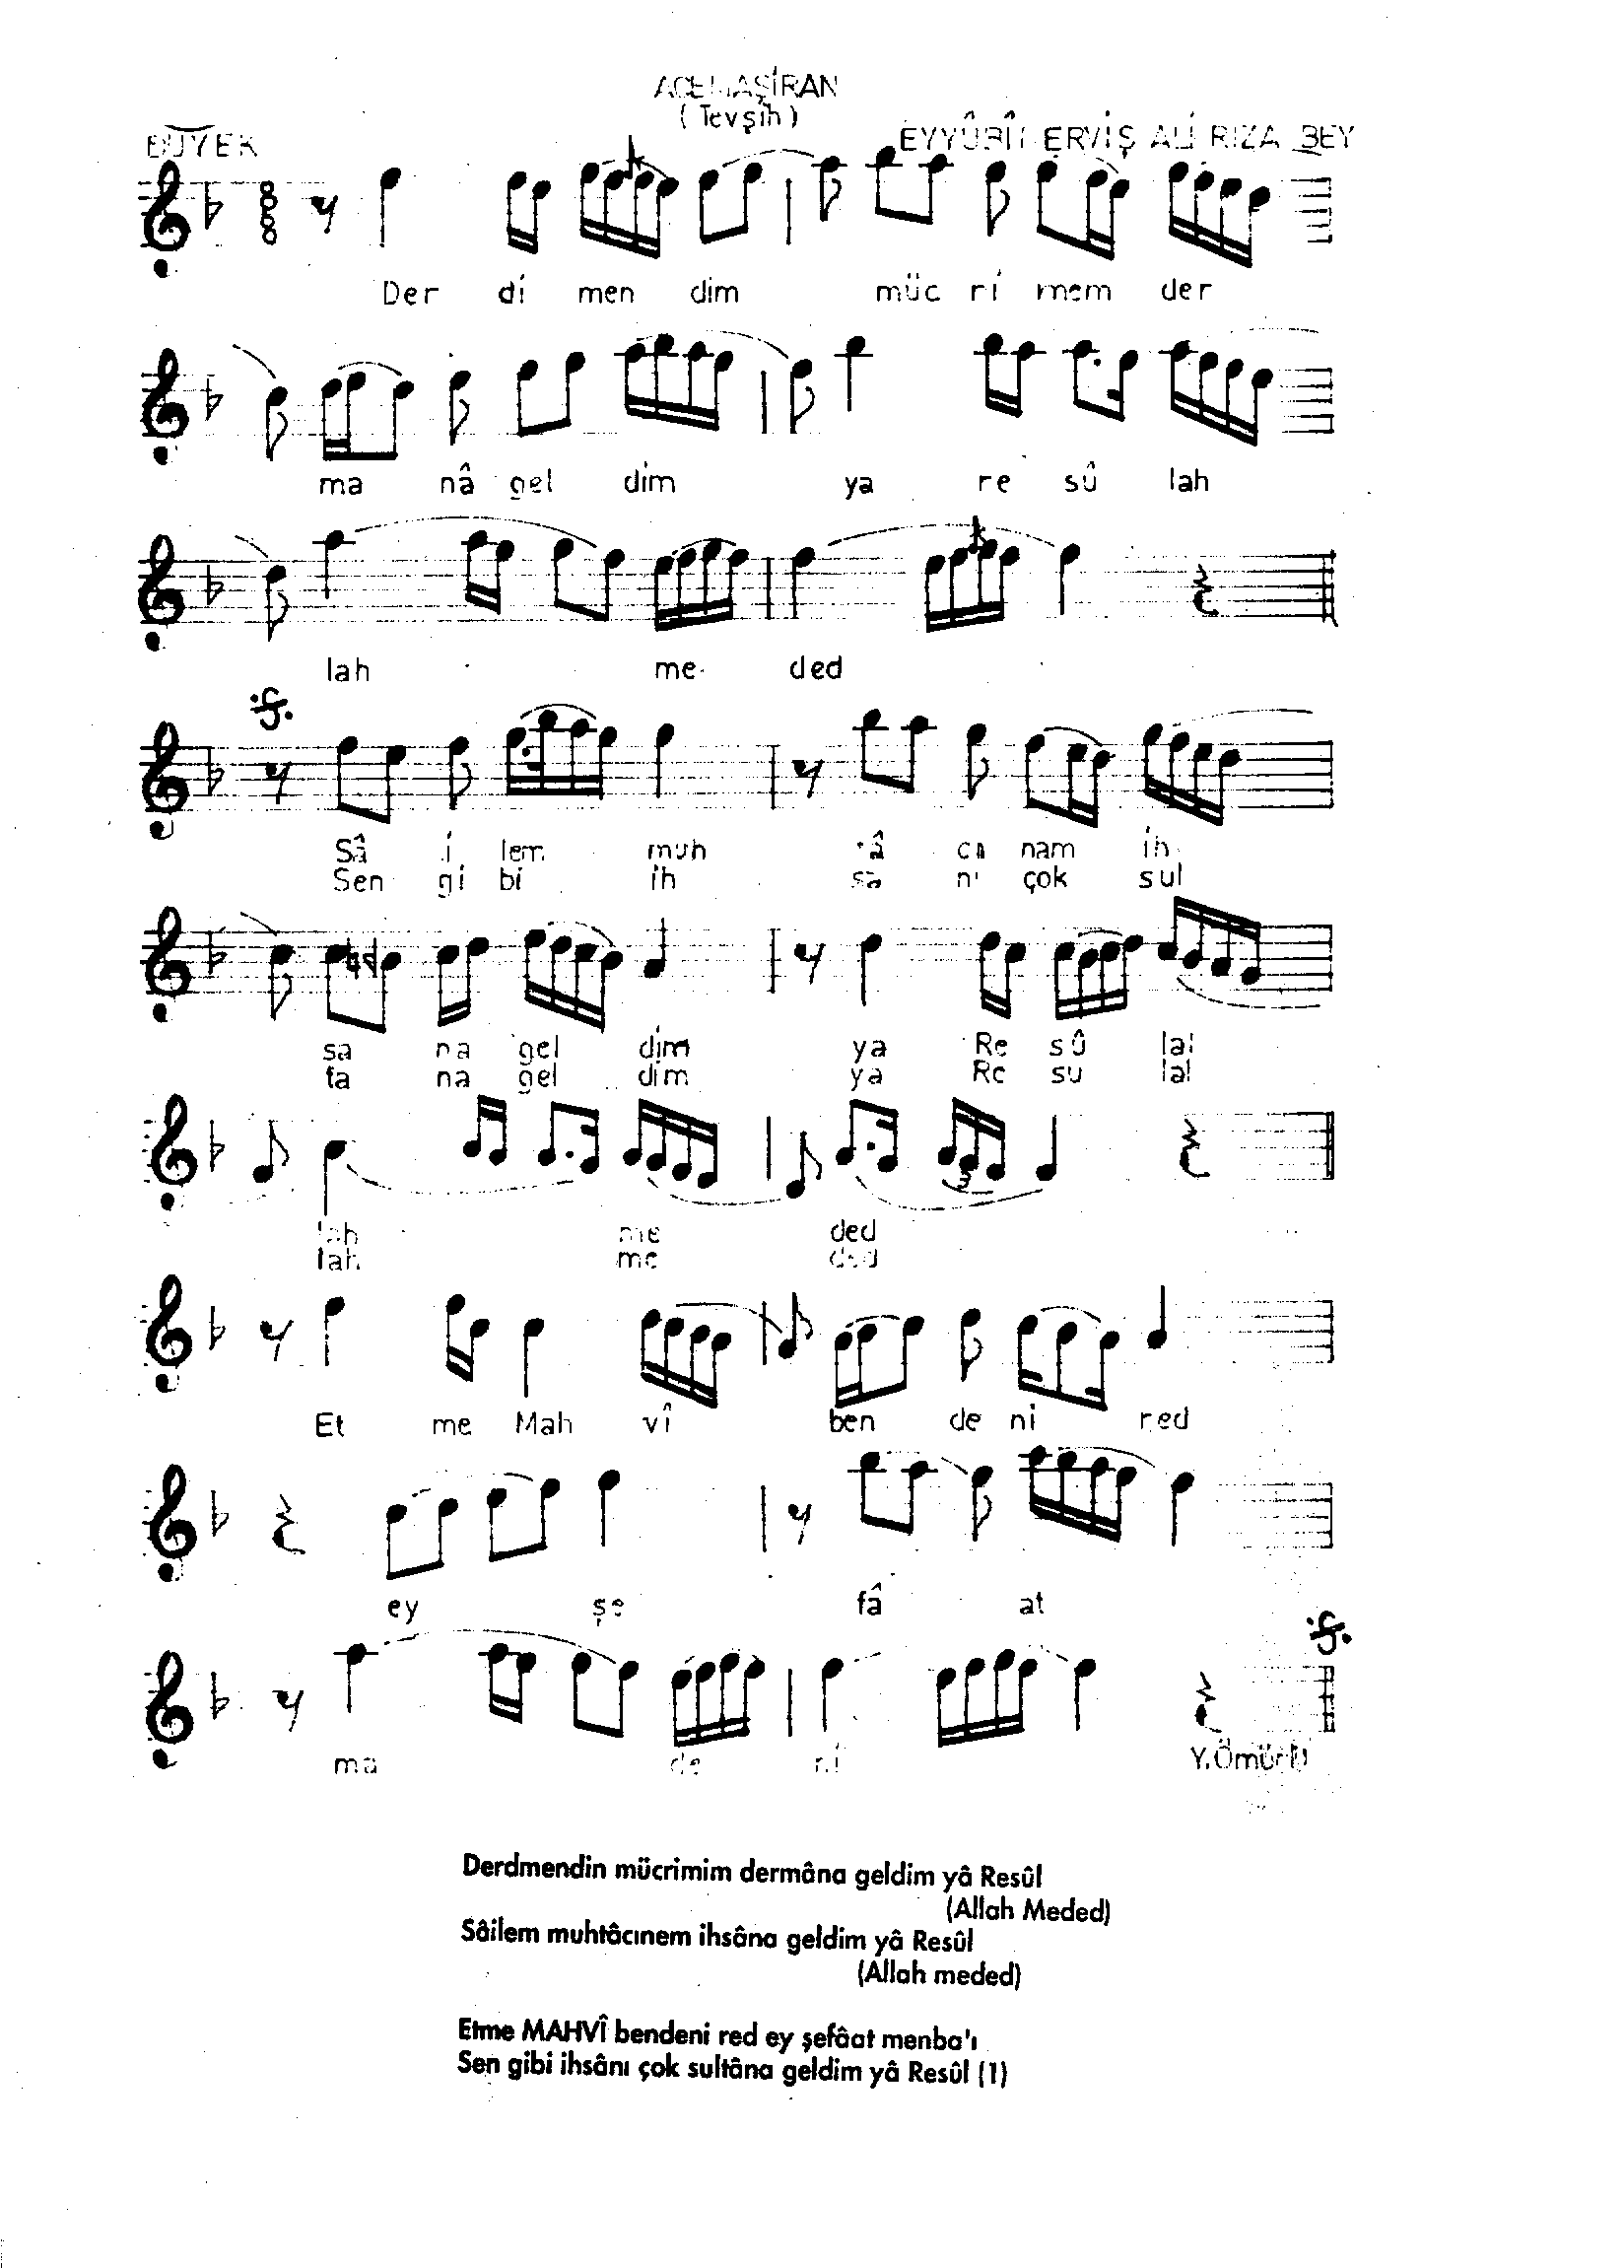 ACEMAŞİRAN
(Tevşih)
DÜYEK
EYYÛBÎ DERVİŞ ALİ RIZA BEY
Der di men dim müc ri mem der
ma nâ gel dim ya re sû lah
lah me ded
Sâ i lem muh tâ cı nam ih
Sen gi bi ih sa nı çok sul
sa na gel dim ya Re sû lal
ta na gel dim ya Re su lal
lah me ded
lah me ded
3
Et me Mah vî ben de ni red
ey şe fâ at
ma de ni
Y.Ömürlü
Derdmendin mücrimim dermâna geldim yâ Resûl
(Allah Meded)
Sâilem muhtâcınem ihsâna geldim yâ Resûl
(Allah meded)
Etme MAHVÎ bendeni red ey şefâat menba'ı
Sen gibi ihsânı çok sultâna geldim yâ Resûl (1)